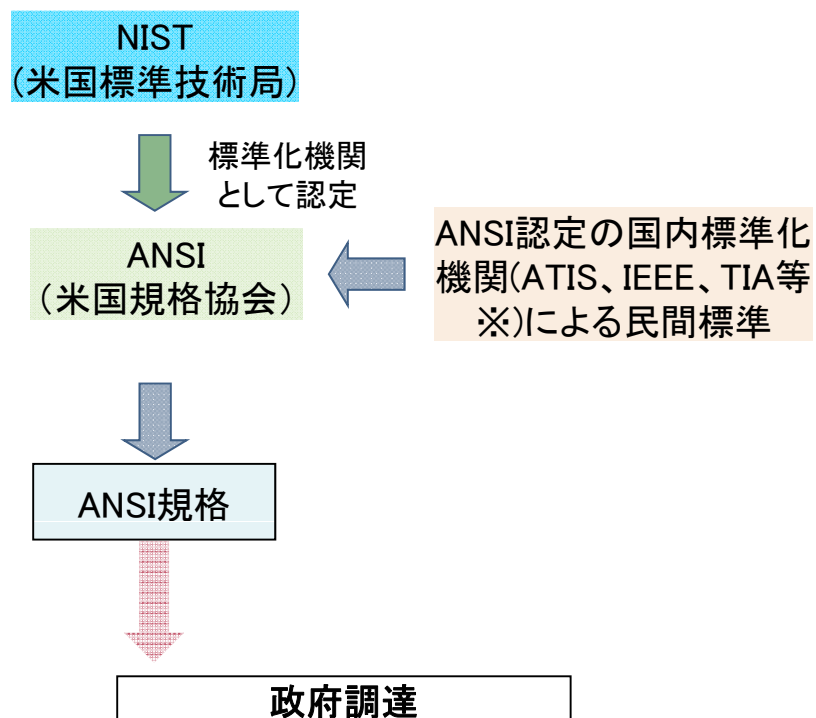 NIST
(米国標準技術局)
標準化機関
として認定
ANSI
(米国規格協会)
ANSI認定の国内標準化
機関(ATIS、IEEE、TIA等
※)による民間標準
ANSI規格
政府調達